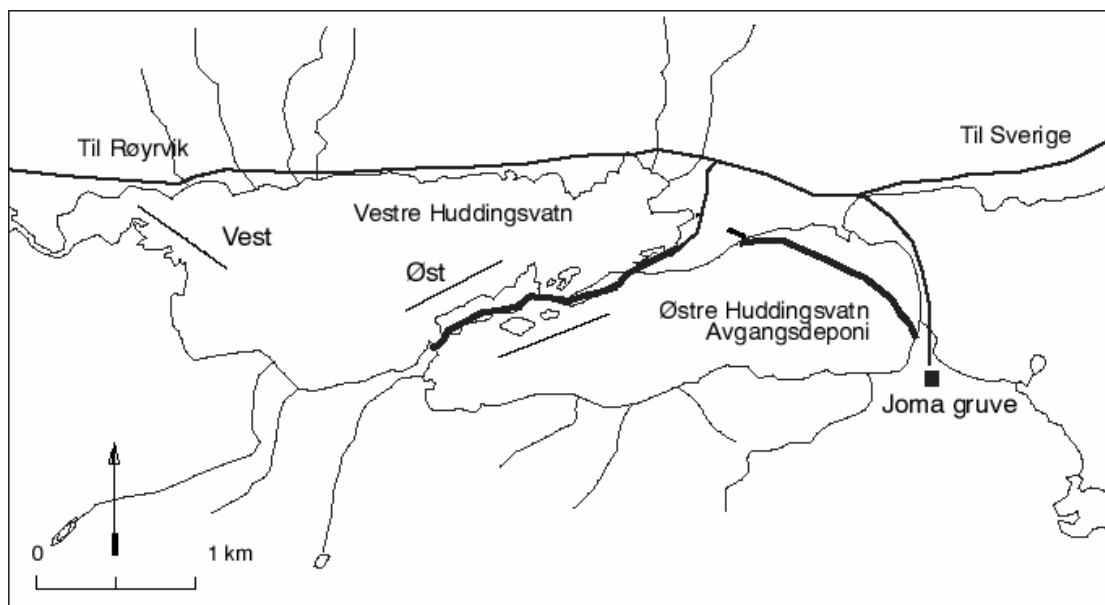 Til Røyrvik
Til Sverige
Vestre Huddingsvatn
Vest
Øst
Østre Huddingsvatn
Avgangsdeponi
Joma gruve
0
1 km